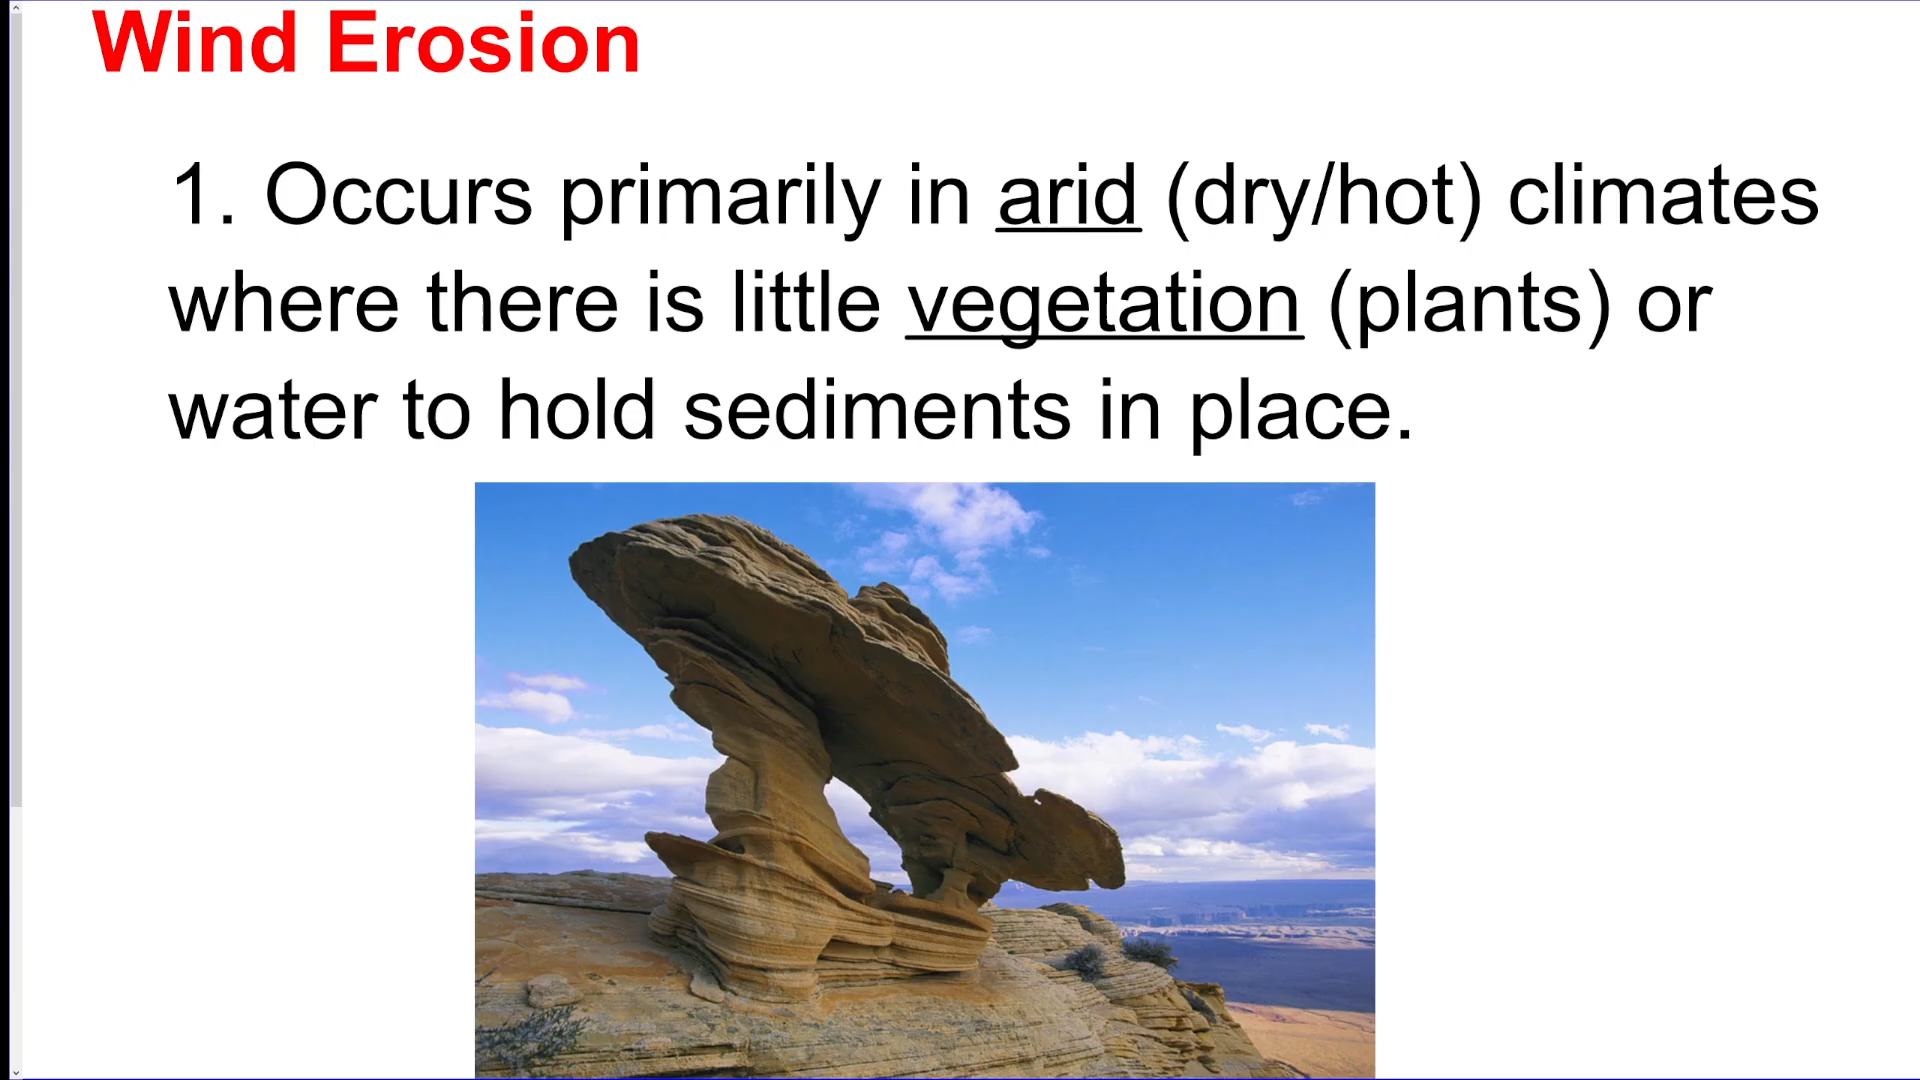 Wind Erosion
1. Occurs primarily in arid (dry/hot) climates
where there is little vegetation (plants) or
water to hold sediments in place.